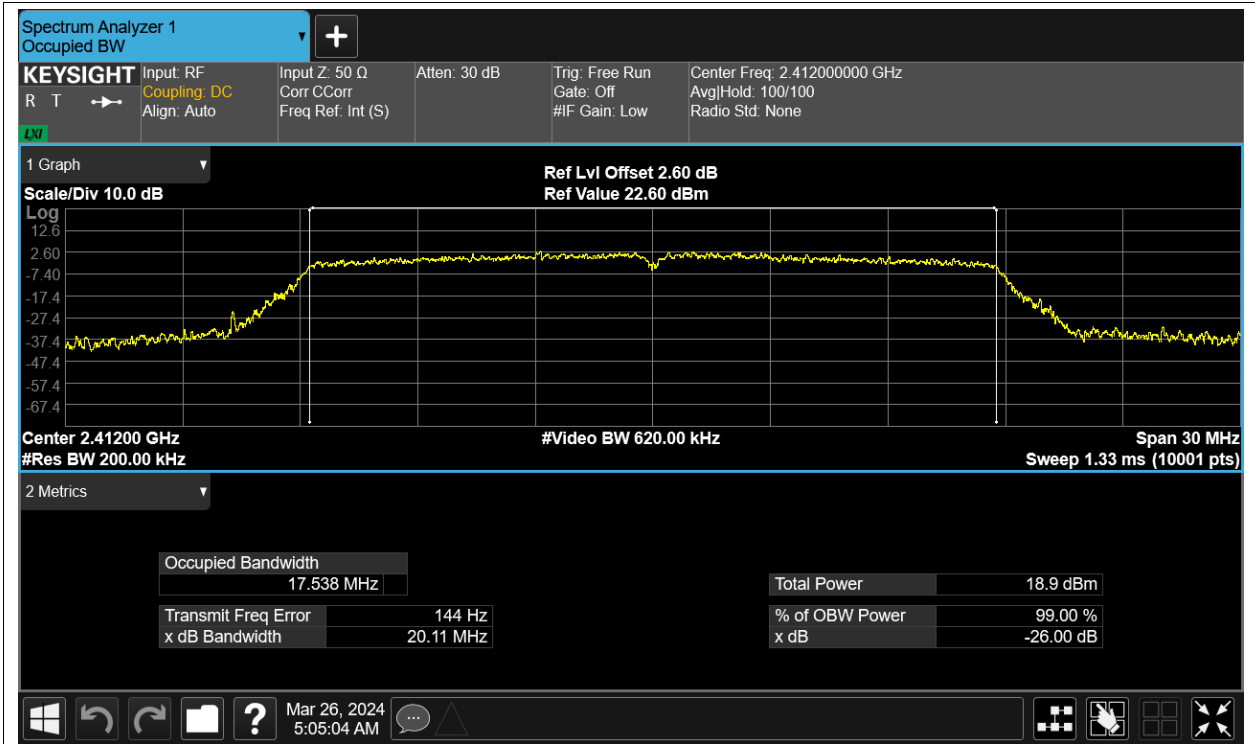 Spectrum Analyzer 1
Occupied BW
+
KEYSIGHT
R T
LXI
Input: RF
Coupling: DC
Align: Auto
Input Z: 50 Ω
Corr CCorr
Freq Ref: Int (S)
Atten: 30 dB
Trig: Free Run
Gate: Off
#IF Gain: Low
Center Freq: 2.412000000 GHz
Avg|Hold: 100/100
Radio Std: None
1 Graph
Ref Lvl Offset 2.60 dB
Scale/Div 10.0 dB
Ref Value 22.60 dBm
Log
12.6
2.60
-7.40
-17.4
-27.4
-37.4
-47.4
-57.4
-67.4
Center 2.41200 GHz
#Video BW 620.00 kHz
Span 30 MHz
#Res BW 200.00 kHz
Sweep 1.33 ms (10001 pts)
2 Metrics
Occupied Bandwidth
17.538 MHz
Total Power 18.9 dBm
Transmit Freq Error 144 Hz
% of OBW Power 99.00 %
x dB Bandwidth 20.11 MHz
x dB -26.00 dB
?
Mar 26, 2024
5:05:04 AM